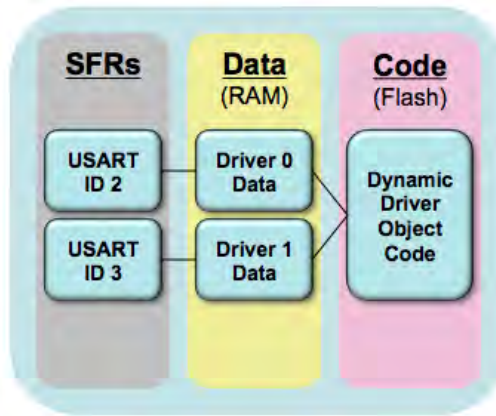 SFRs
Data
(RAM)
Code
(Flash)
USART
ID 2
Driver 0
Data
Dynamic
Driver
Object
Code
USART
ID 3
Driver 1
Data